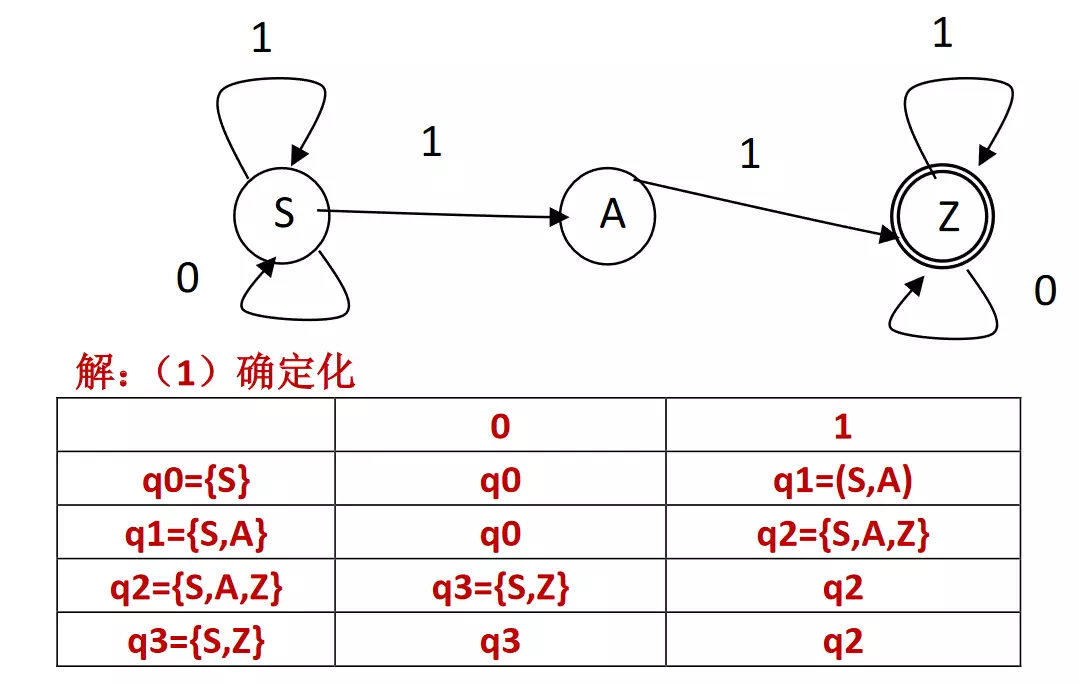 1
1
1
1
S
A
Z
0
0
解：（1）确定化
0 1
q0={S} q0 q1=(S,A)
q1={S,A} q0 q2={S,A,Z}
q2={S,A,Z} q3={S,Z} q2
q3={S,Z} q3 q2